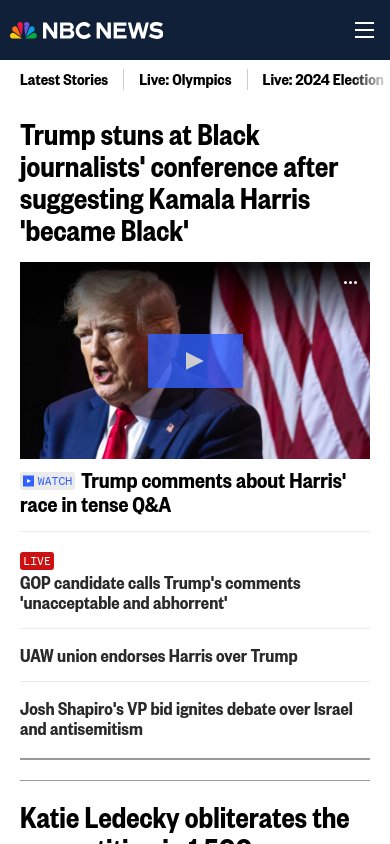 NBC NEWS
Latest Stories
Live: Olympics
Live: 2024 Election
Trump stuns at Black
journalists' conference after
suggesting Kamala Harris
'became Black'
WATCH Trump comments about Harris'
race in tense Q&A
LIVE
GOP candidate calls Trump's comments
'unacceptable and abhorrent'
UAW union endorses Harris over Trump
Josh Shapiro's VP bid ignites debate over Israel
and antisemitism
Katie Ledecky obliterates the